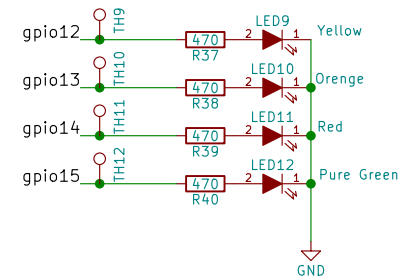 TH9 LED9
gpio12 470 2 1 Yellow
R37
TH10 LED10
gpio13 470 2 1 Orenge
R38
TH11 LED11
gpio14 470 2 1 Red
R39
TH12 LED12
gpio15 470 2 1 Pure Green
R40
GND